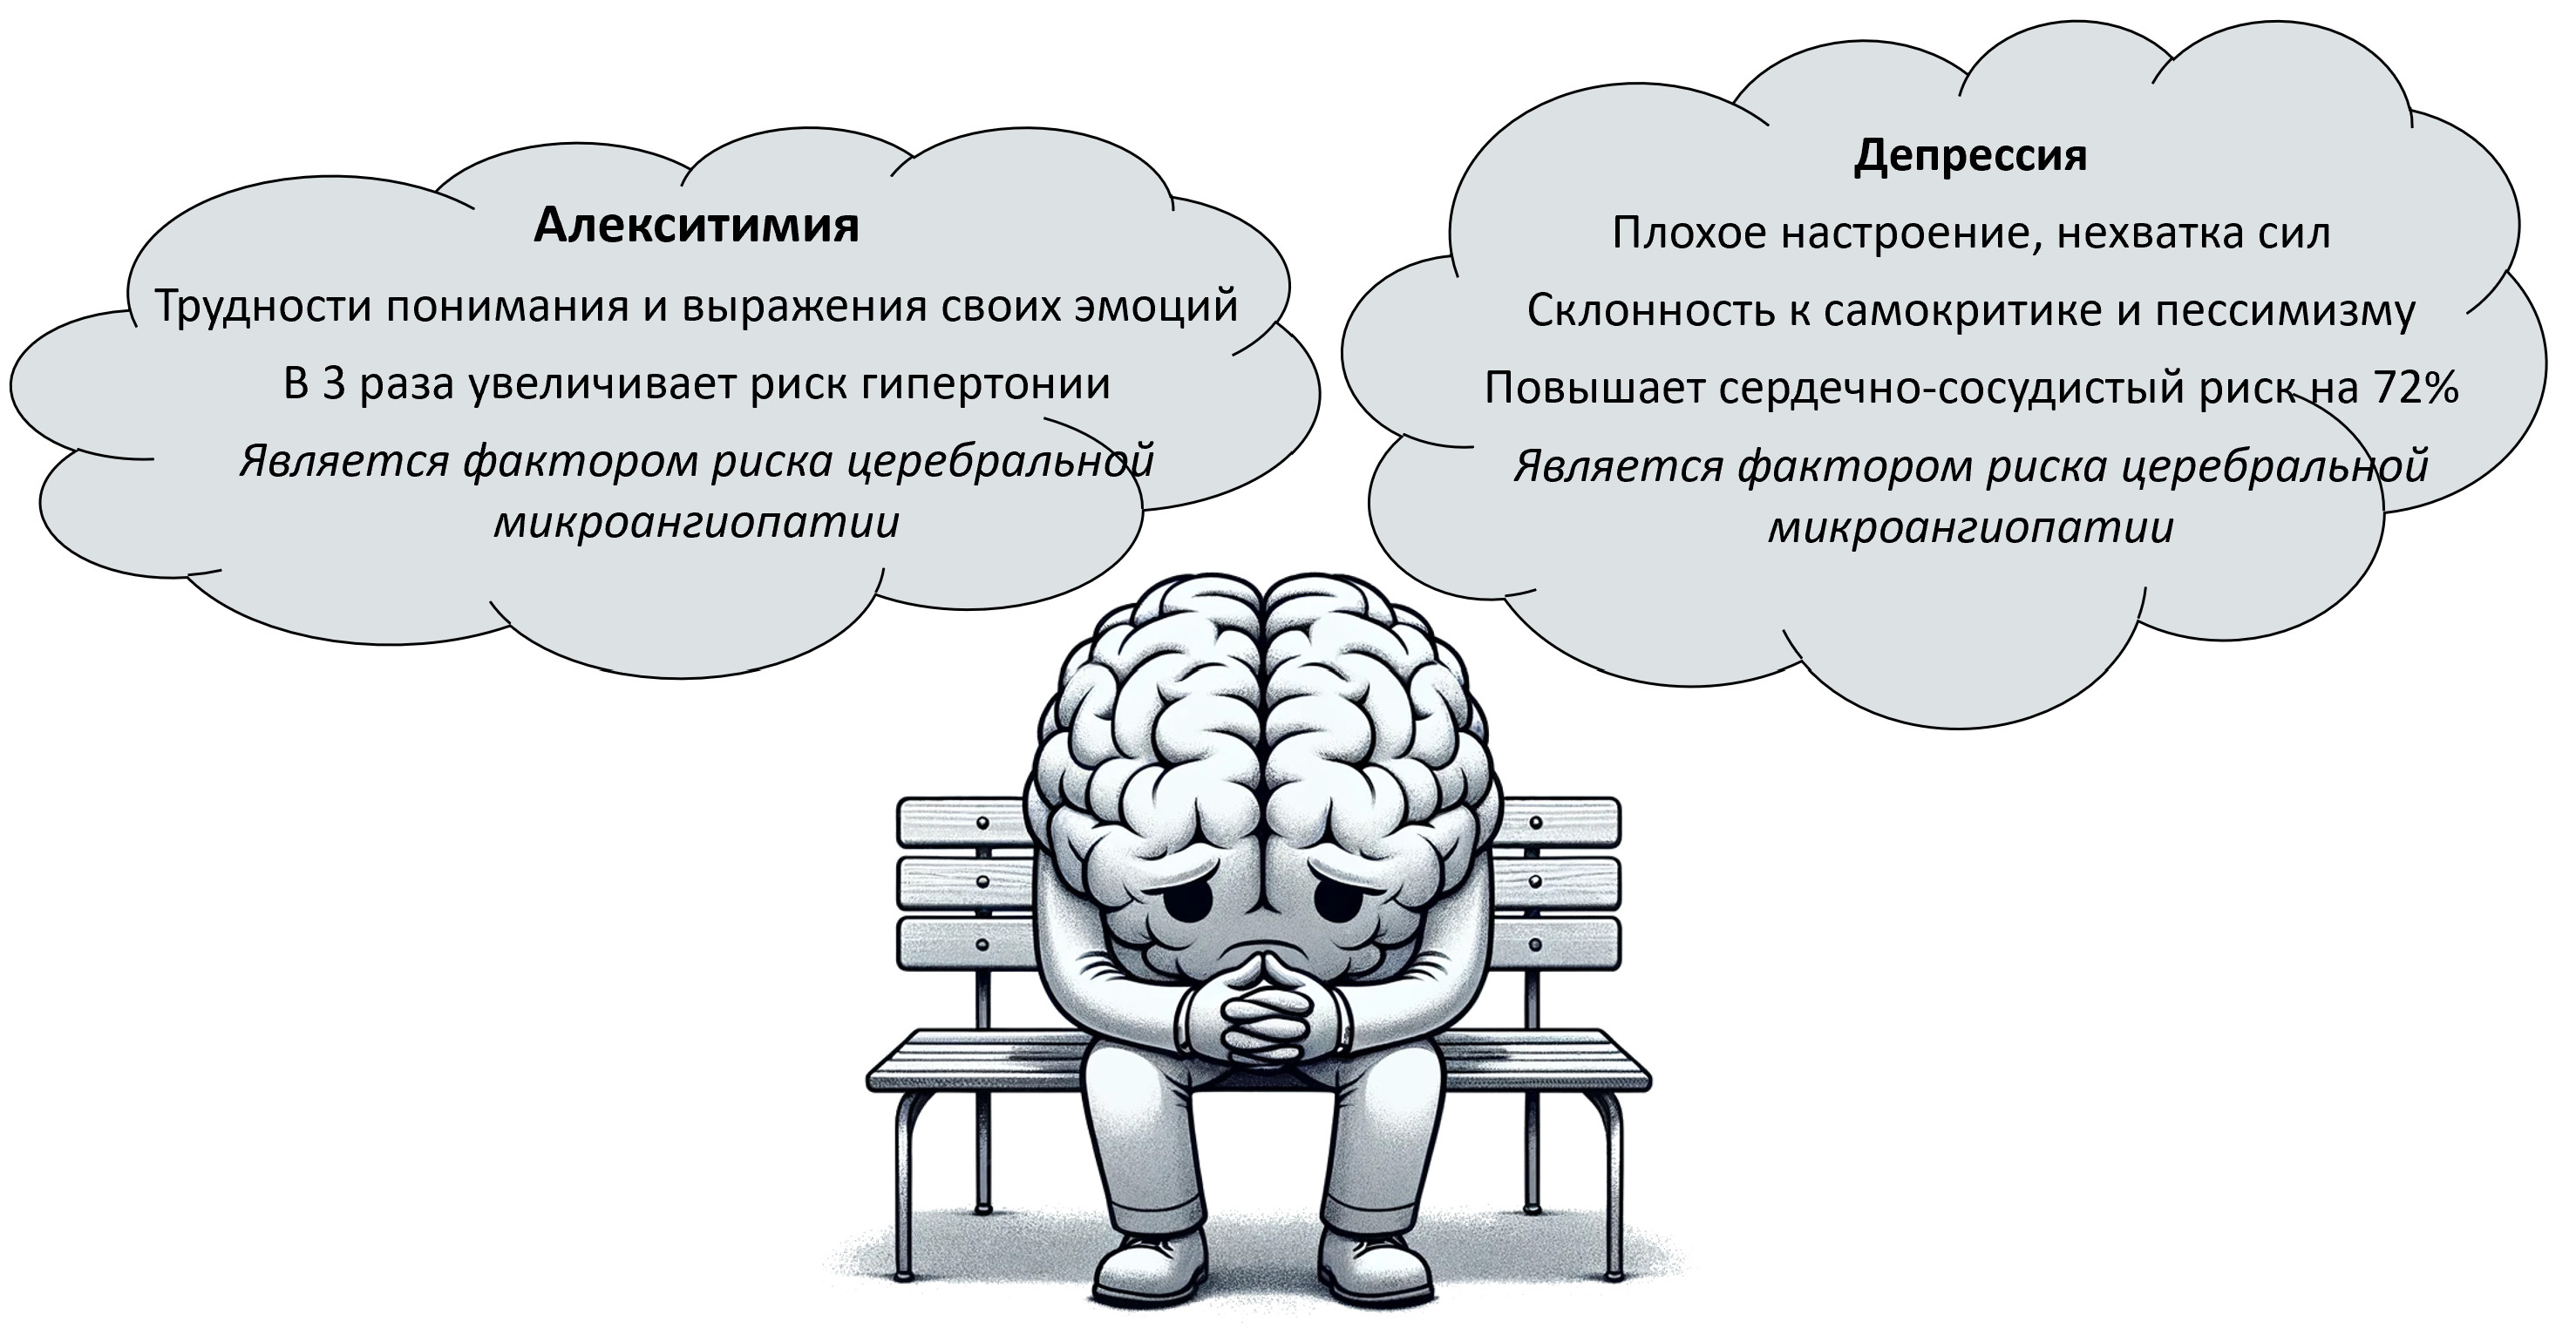 Алекситимия
Трудности понимания и выражения своих эмоций
В 3 раза увеличивает риск гипертонии
Является фактором риска церебральной
микроангиопатии
Депрессия
Плохое настроение, нехватка сил
Склонность к самокритике и пессимизму
Повышает сердечно-сосудистый риск на 72%
Является фактором риска церебральной
микроангиопатии